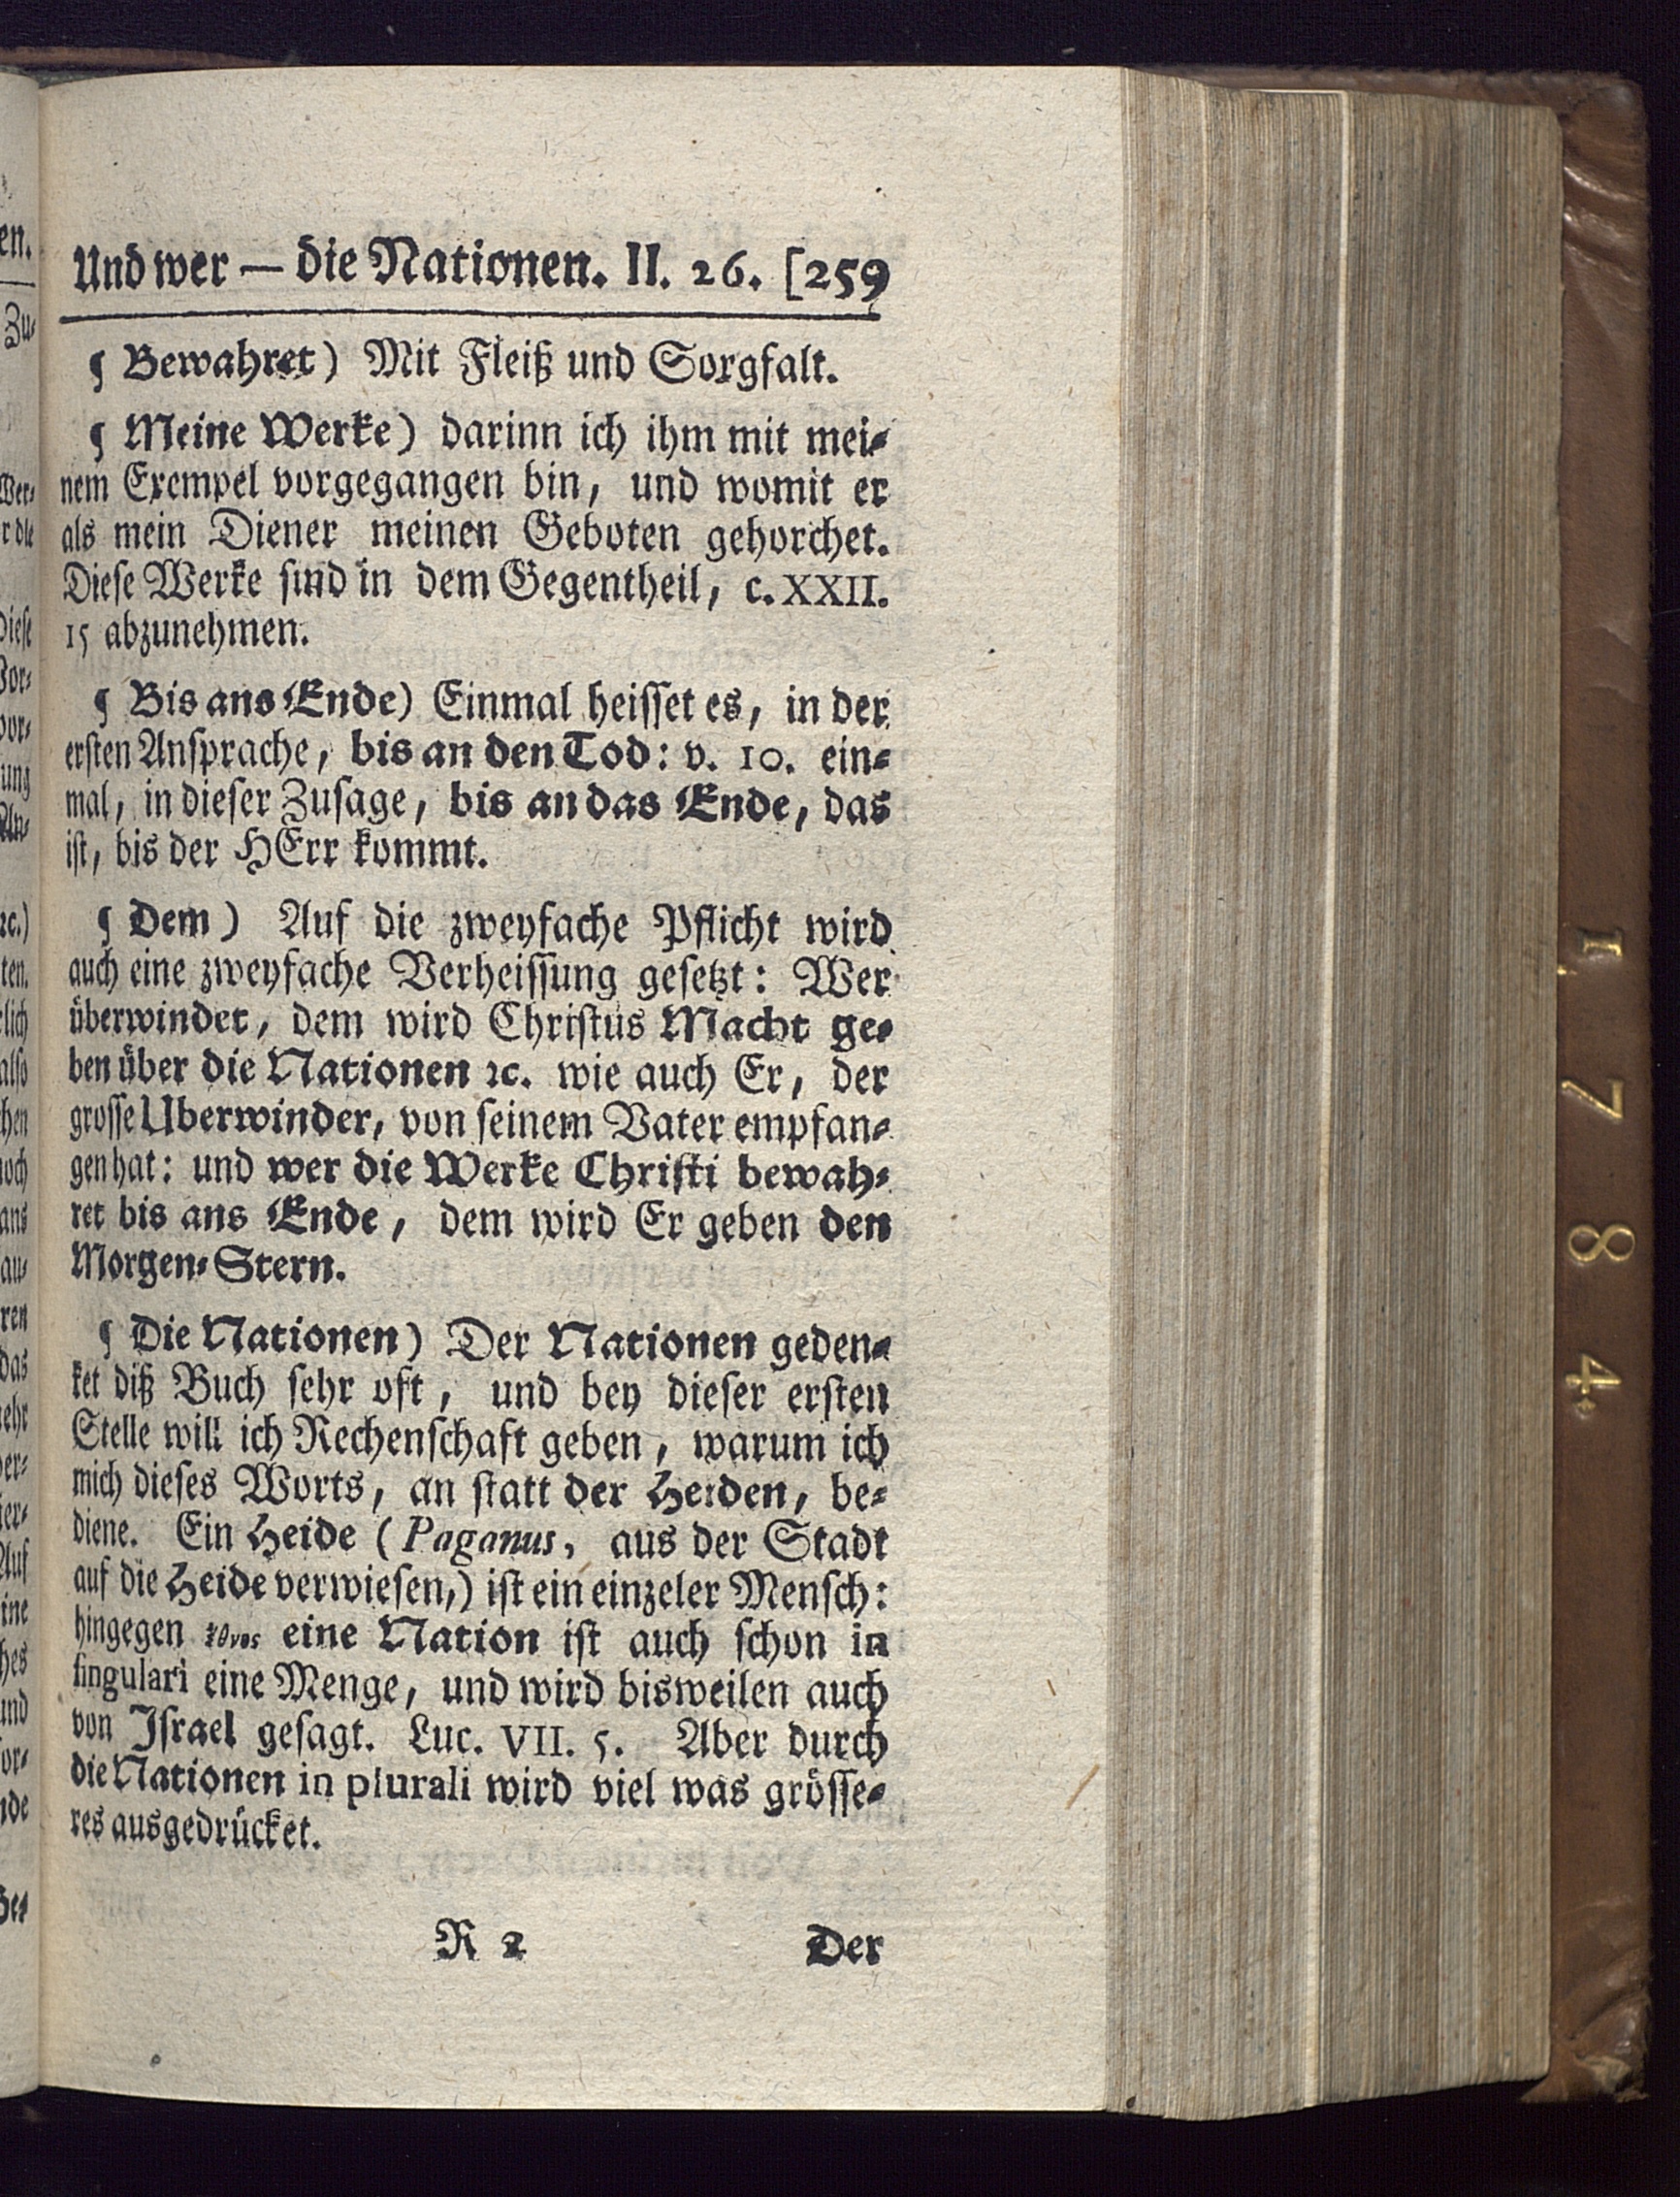 Und wer — die Nationen. II. 26. [259
¶ Bewahret) Mit Fleiß und Sorgfalt.
¶ Meine Werke) darinn ich ihm mit mei-
nem Exempel vorgegangen bin, und womit er
als mein Diener meinen Geboten gehorchet.
Diese Werke sind in dem Gegentheil, c. XXII.
15 abzunehmen.
¶ Bis ans Ende) Einmal heisset es, in der
ersten Ansprache, bis an den Tod: v. 10. ein-
mal, in dieser Zusage, bis an das Ende, das
ist, bis der HErr kommt.
¶ Dem) Auf die zweyfache Pflicht wird
auch eine zweyfache Verheissung gesetzt: Wer
überwindet, dem wird Christus Macht ge-
ben über die Nationen ꝛc. wie auch Er, der
grosse Uberwinder, von seinem Vater empfan-
gen hat: und wer die Werke Christi bewah-
ret bis ans Ende, dem wird Er geben den
Morgen-Stern.
¶ Die Nationen) Der Nationen geden-
ket diß Buch sehr oft, und bey dieser ersten
Stelle will ich Rechenschaft geben, warum ich
mich dieses Worts, an statt der Heiden, be-
diene. Ein Heide (Paganus, aus der Stadt
auf die Heide verwiesen,) ist ein einzeler Mensch:
hingegen ἔθνος eine Nation ist auch schon in
singulari eine Menge, und wird bisweilen auch
von Israel gesagt. Luc. VII. 5. Aber durch
die Nationen in plurali wird viel was grösse-
res ausgedrücket.
R 2 Der
1784